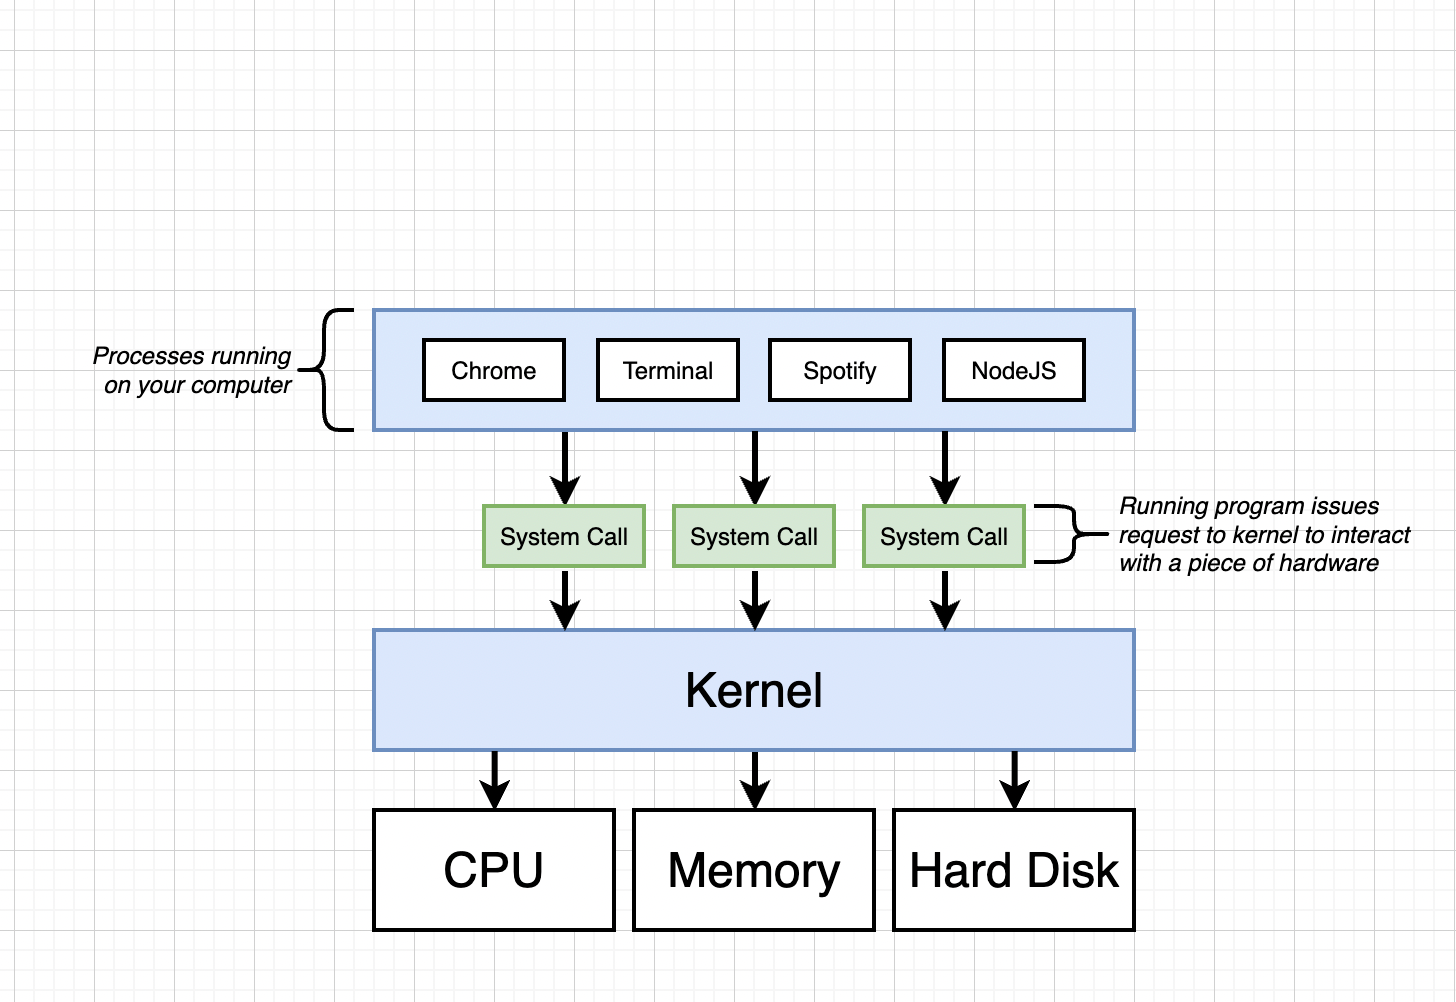 Processes running
on your computer
Chrome
Terminal
Spotify
NodeJS
System Call
System Call
System Call
Running program issues
request to kernel to interact
with a piece of hardware
Kernel
CPU
Memory
Hard Disk